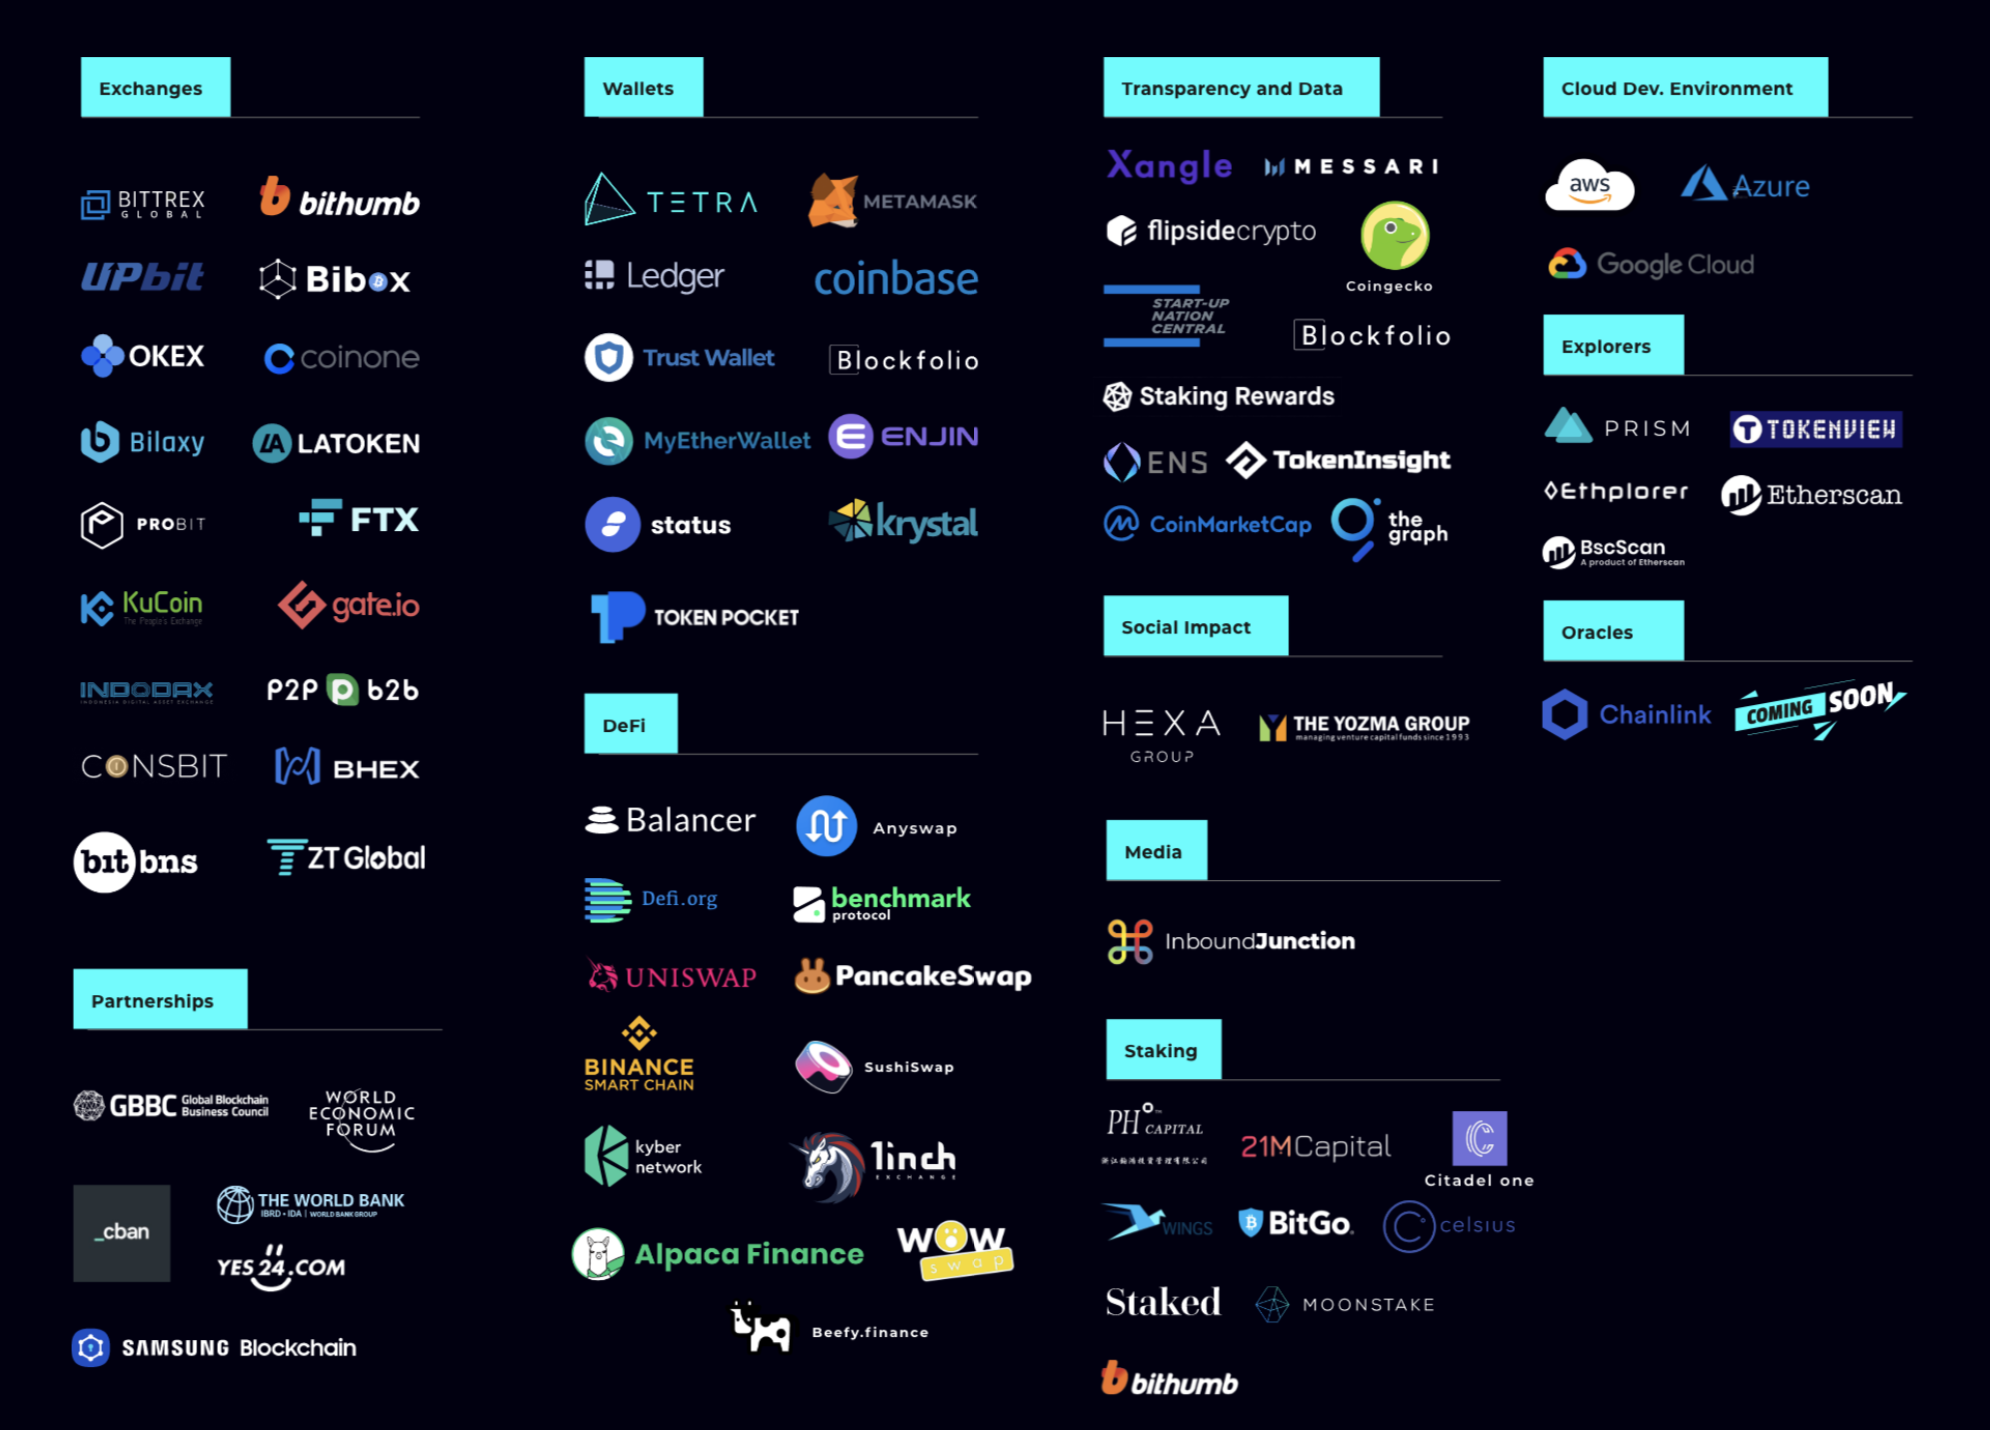 Exchanges
BITTREX
GLOBAL
bithumb
UPbit
Bibox
OKEX
coinone
Bilaxy
LA LATOKEN
PROBIT
FTX
KuCoin
The People's Exchange
gate.io
INDODAX
INDONESIA DIGITAL ASSET EXCHANGE
P2P b2b
COINSBIT
BHEX
bitbns
ZT Global
Partnerships
GBBC Global Blockchain
Business Council
WORLD
ECONOMIC
FORUM
_cban
THE WORLD BANK
IBRD • IDA | WORLD BANK GROUP
YES24.COM
SAMSUNG Blockchain
Wallets
TETRA
METAMASK
Ledger
coinbase
Trust Wallet
Blockfolio
MyEtherWallet
ENJIN
status
krystal
TOKEN POCKET
DeFi
Balancer
Anyswap
Defi.org
benchmark
protocol
UNISWAP
PancakeSwap
BINANCE
SMART CHAIN
SushiSwap
kyber
network
1inch
EXCHANGE
Alpaca Finance
WOW
swap
Beefy.finance
Transparency and Data
Xangle
MESSARI
flipsidecrypto
Coingecko
START-UP
NATION
CENTRAL
Blockfolio
Staking Rewards
ENS
TokenInsight
CoinMarketCap
the
graph
Social Impact
HEXA
GROUP
THE YOZMA GROUP
managing venture capital funds since 1993
Media
InboundJunction
Staking
PH
CAPITAL
21MCapital
Citadel one
WINGS
BitGo
celsius
Staked
MOONSTAKE
bithumb
Cloud Dev. Environment
aws
Azure
Google Cloud
Explorers
PRISM
TOKENVIEW
Ethplorer
Etherscan
BscScan
A product of Etherscan
Oracles
Chainlink
COMING SOON